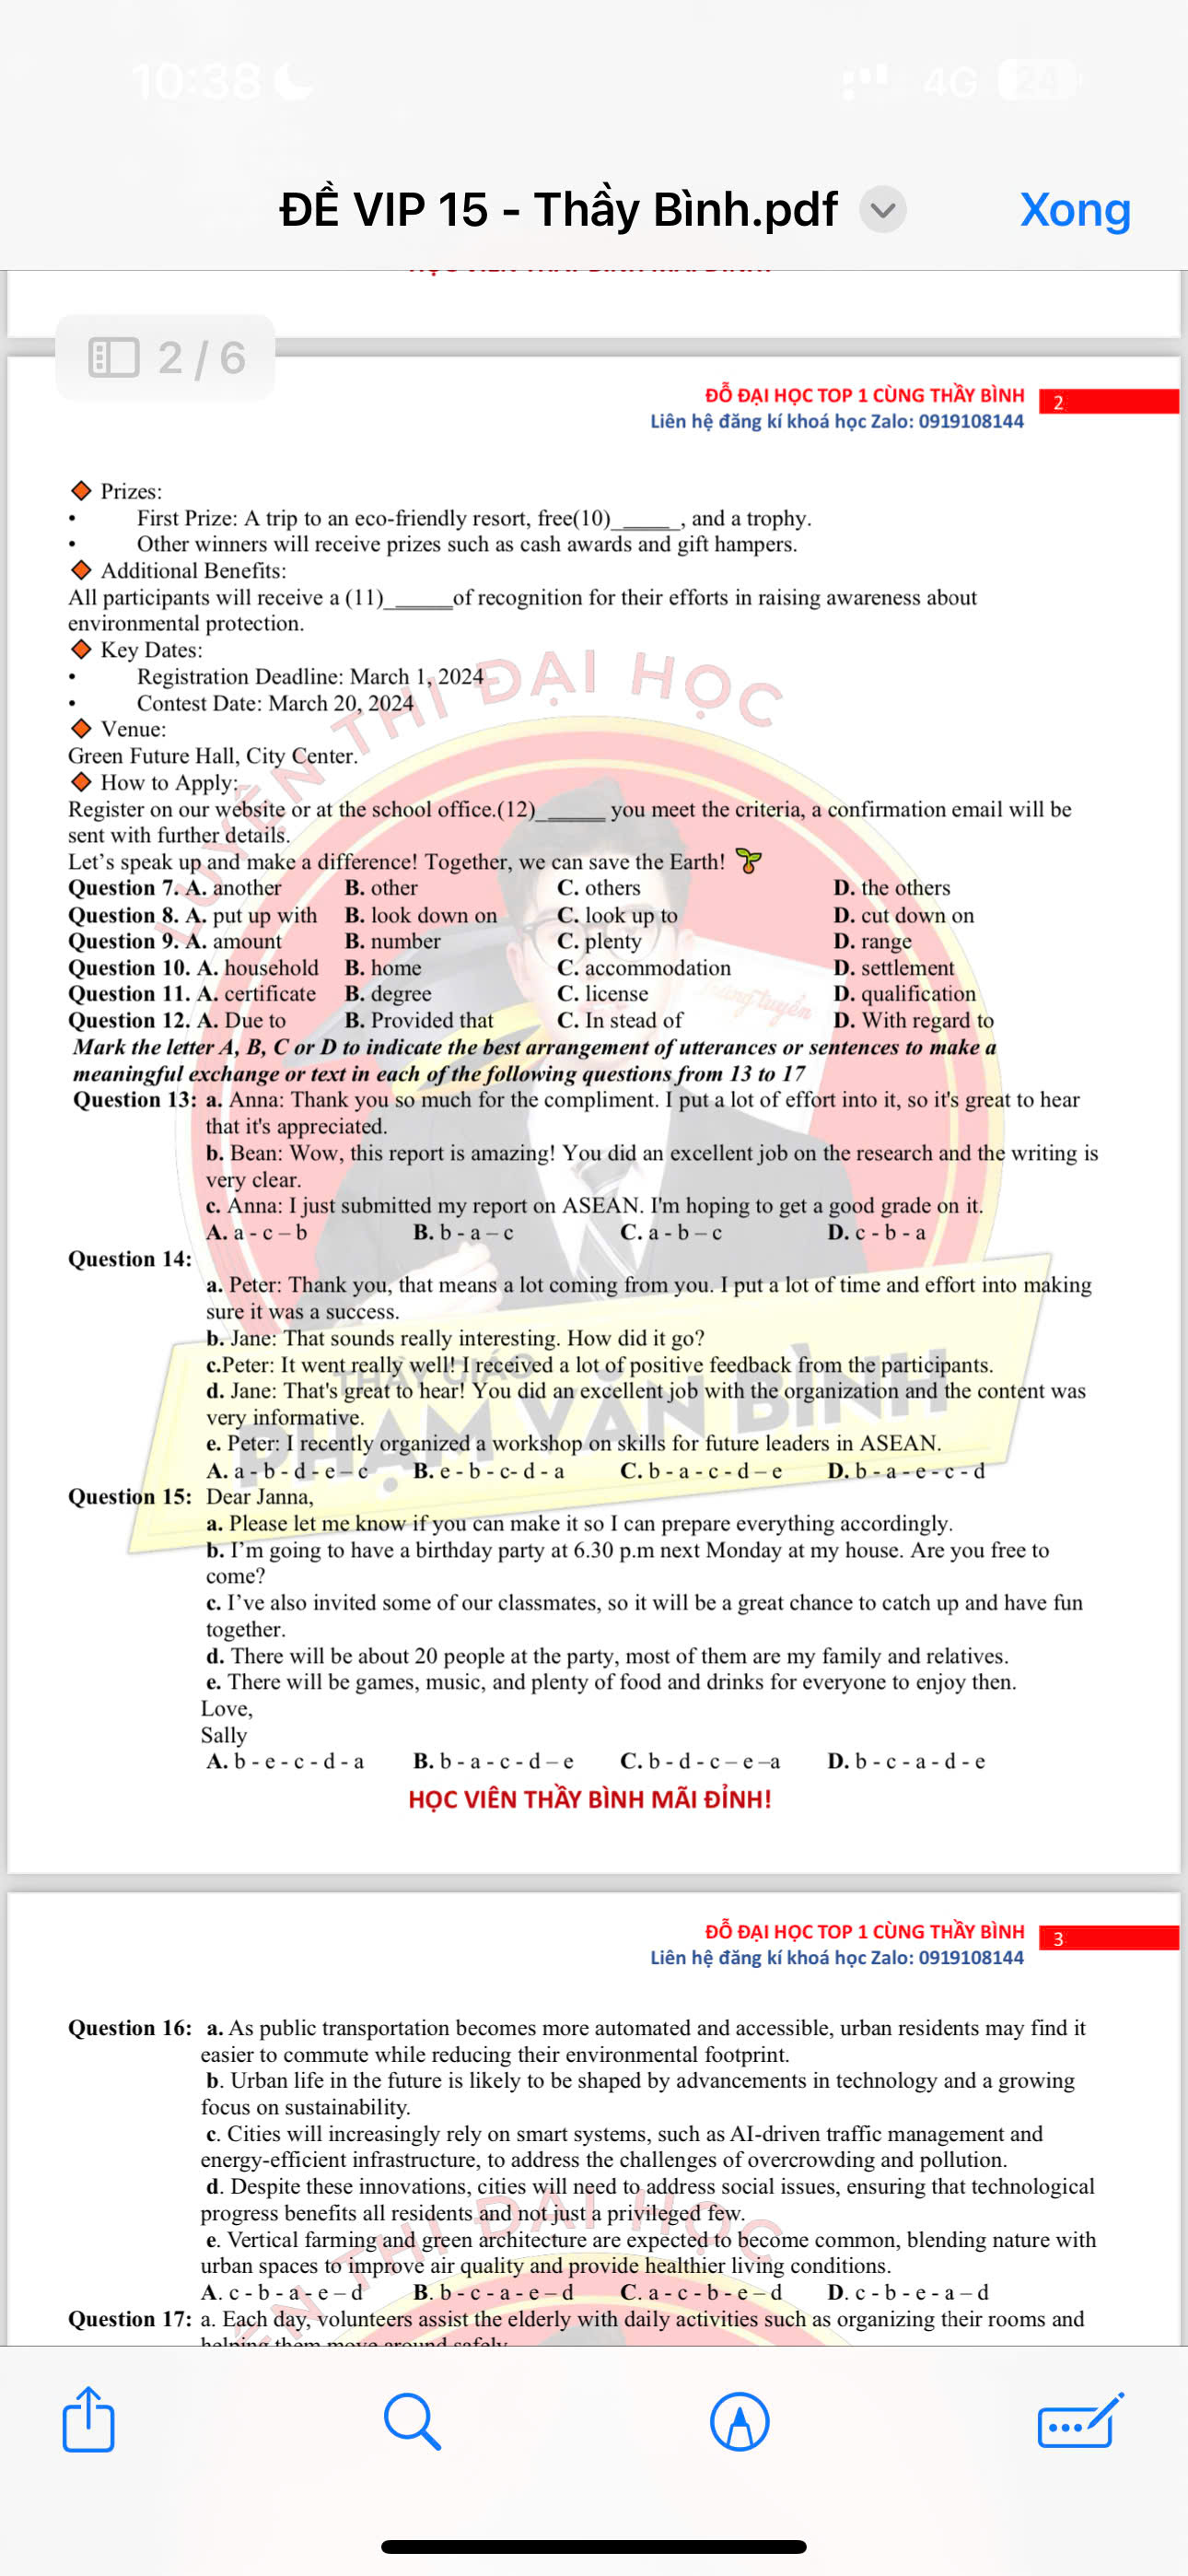 10:38
4G 24
ĐỀ VIP 15 - Thầy Bình.pdf
Xong
2 / 6
ĐỖ ĐẠI HỌC TOP 1 CÙNG THẦY BÌNH 2
Liên hệ đăng kí khoá học Zalo: 0919108144
Prizes:
• First Prize: A trip to an eco-friendly resort, free(10)______, and a trophy.
• Other winners will receive prizes such as cash awards and gift hampers.
Additional Benefits:
All participants will receive a (11)______of recognition for their efforts in raising awareness about
environmental protection.
Key Dates:
• Registration Deadline: March 1, 2024
• Contest Date: March 20, 2024
Venue:
Green Future Hall, City Center.
How to Apply:
Register on our website or at the school office.(12)______ you meet the criteria, a confirmation email will be
sent with further details.
Let's speak up and make a difference! Together, we can save the Earth!
Question 7. A. another B. other C. others D. the others
Question 8. A. put up with B. look down on C. look up to D. cut down on
Question 9. A. amount B. number C. plenty D. range
Question 10. A. household B. home C. accommodation D. settlement
Question 11. A. certificate B. degree C. license D. qualification
Question 12. A. Due to B. Provided that C. In stead of D. With regard to
Mark the letter A, B, C or D to indicate the best arrangement of utterances or sentences to make a
meaningful exchange or text in each of the following questions from 13 to 17
Question 13: a. Anna: Thank you so much for the compliment. I put a lot of effort into it, so it's great to hear
that it's appreciated.
b. Bean: Wow, this report is amazing! You did an excellent job on the research and the writing is
very clear.
c. Anna: I just submitted my report on ASEAN. I'm hoping to get a good grade on it.
A. a - c – b B. b - a – c C. a - b – c D. c - b - a
Question 14:
a. Peter: Thank you, that means a lot coming from you. I put a lot of time and effort into making
sure it was a success.
b. Jane: That sounds really interesting. How did it go?
c.Peter: It went really well! I received a lot of positive feedback from the participants.
d. Jane: That's great to hear! You did an excellent job with the organization and the content was
very informative.
e. Peter: I recently organized a workshop on skills for future leaders in ASEAN.
A. a - b - d - e – c B. e - b - c- d - a C. b - a - c - d – e D. b - a - e - c - d
Question 15: Dear Janna,
a. Please let me know if you can make it so I can prepare everything accordingly.
b. I'm going to have a birthday party at 6.30 p.m next Monday at my house. Are you free to
come?
c. I've also invited some of our classmates, so it will be a great chance to catch up and have fun
together.
d. There will be about 20 people at the party, most of them are my family and relatives.
e. There will be games, music, and plenty of food and drinks for everyone to enjoy then.
Love,
Sally
A. b - e - c - d - a B. b - a - c - d – e C. b - d - c – e –a D. b - c - a - d - e
HỌC VIÊN THẦY BÌNH MÃI ĐỈNH!
LUYỆN THI ĐẠI HỌC
Trạng tuyển
THẦY GIÁO
PHẠM VĂN BÌNH
ĐỖ ĐẠI HỌC TOP 1 CÙNG THẦY BÌNH 3
Liên hệ đăng kí khoá học Zalo: 0919108144
Question 16: a. As public transportation becomes more automated and accessible, urban residents may find it
easier to commute while reducing their environmental footprint.
b. Urban life in the future is likely to be shaped by advancements in technology and a growing
focus on sustainability.
c. Cities will increasingly rely on smart systems, such as AI-driven traffic management and
energy-efficient infrastructure, to address the challenges of overcrowding and pollution.
d. Despite these innovations, cities will need to address social issues, ensuring that technological
progress benefits all residents and not just a privileged few.
e. Vertical farming and green architecture are expected to become common, blending nature with
urban spaces to improve air quality and provide healthier living conditions.
A. c - b - a - e – d B. b - c - a - e – d C. a - c - b - e – d D. c - b - e - a – d
Question 17: a. Each day, volunteers assist the elderly with daily activities such as organizing their rooms and
helping them move around safely
THI ĐẠI HỌC